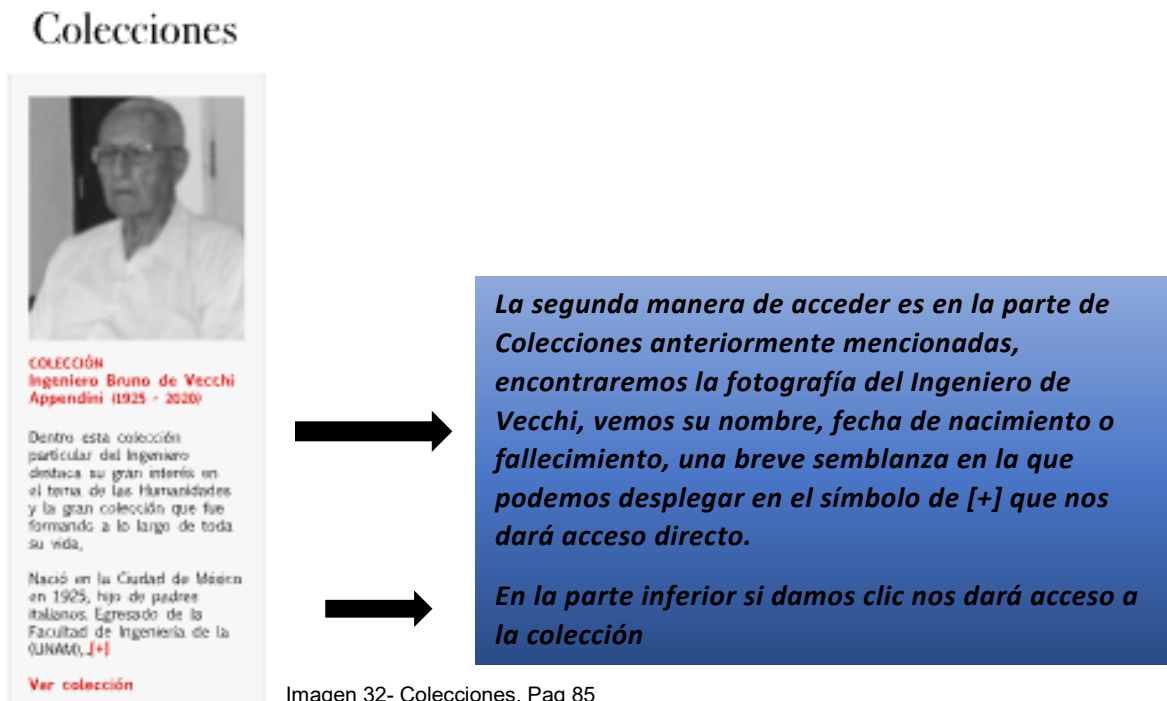 Colecciones
COLECCIÓN
Ingeniero Bruno de Vecchi
Appendini (1925 - 2020)
Dentro esta colección
particular del Ingeniero
destaca su gran interés en
el tema de las Humanidades
y la gran colección que fue
formando a lo largo de toda
su vida,
Nació en la Ciudad de México
en 1925, hijo de padres
italianos. Egresado de la
Facultad de Ingeniería de la
(UNAM),..[+]
Ver colección
La segunda manera de acceder es en la parte de
Colecciones anteriormente mencionadas,
encontraremos la fotografía del Ingeniero de
Vecchi, vemos su nombre, fecha de nacimiento o
fallecimiento, una breve semblanza en la que
podemos desplegar en el símbolo de [+] que nos
dará acceso directo.
En la parte inferior si damos clic nos dará acceso a
la colección
Imagen 32- Colecciones. Pag 85